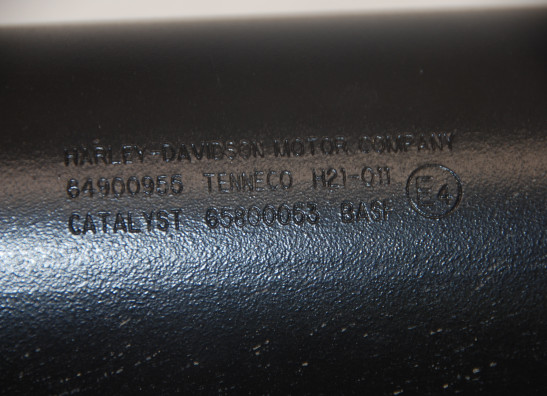 HARLEY-DAVIDSON MOTOR COMPANY
64900955 TENNECO H21-011 E4
CATALYST 65800063 BASF